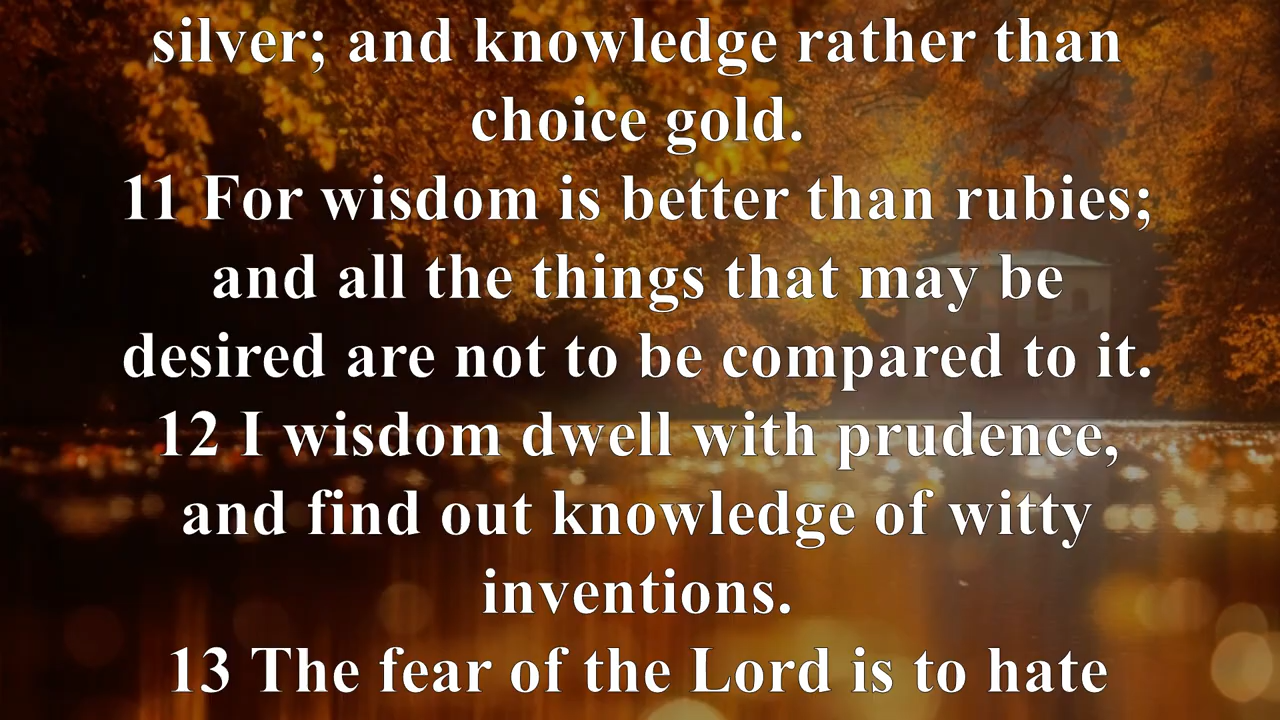 silver; and knowledge rather than
choice gold.
11 For wisdom is better than rubies;
and all the things that may be
desired are not to be compared to it.
12 I wisdom dwell with prudence,
and find out knowledge of witty
inventions.
13 The fear of the Lord is to hate